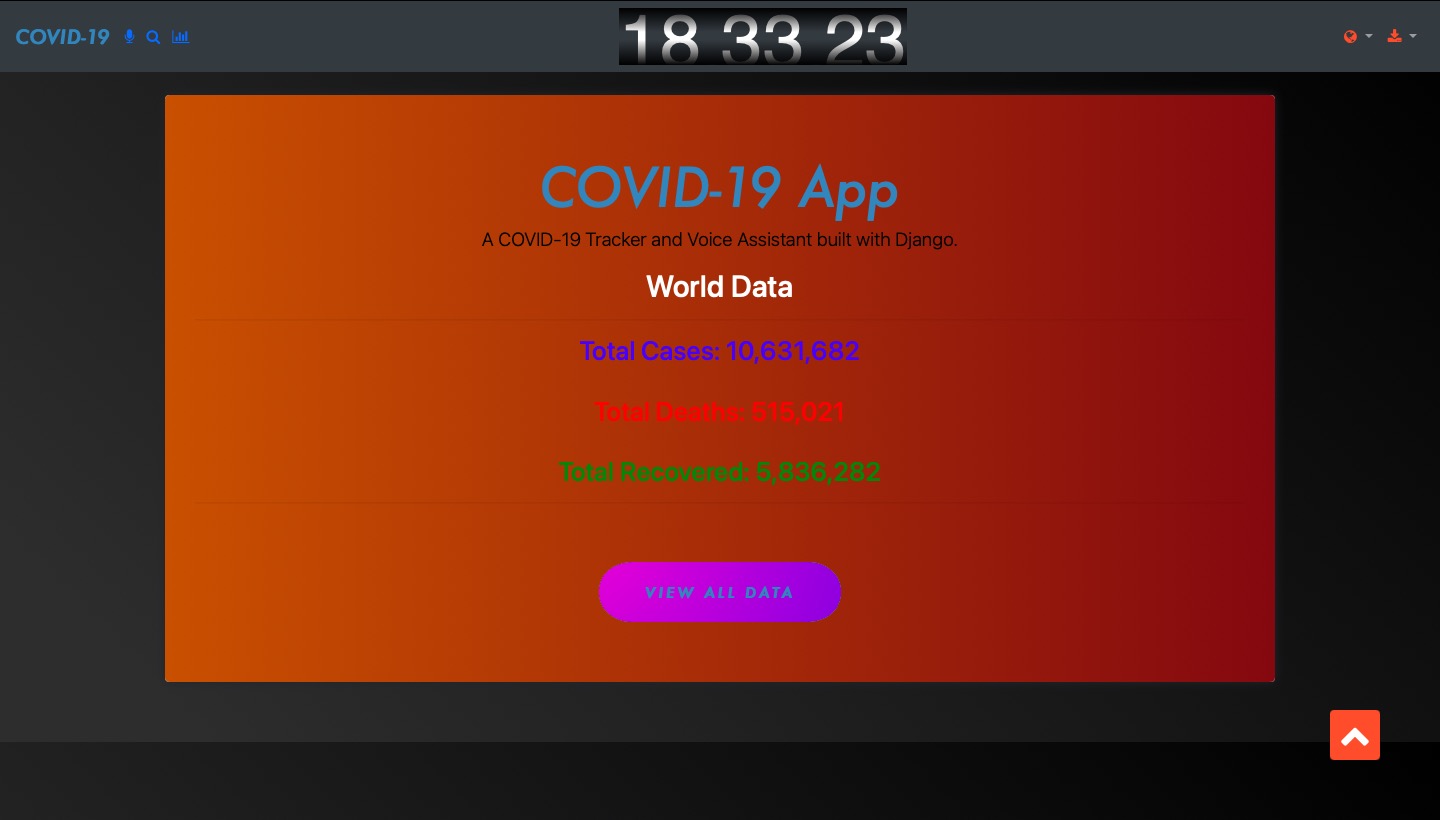 COVID-19
18 33 23
COVID-19 App
A COVID-19 Tracker and Voice Assistant built with Django.
World Data
Total Cases: 10,631,682
Total Deaths: 515,021
Total Recovered: 5,836,282
VIEW ALL DATA